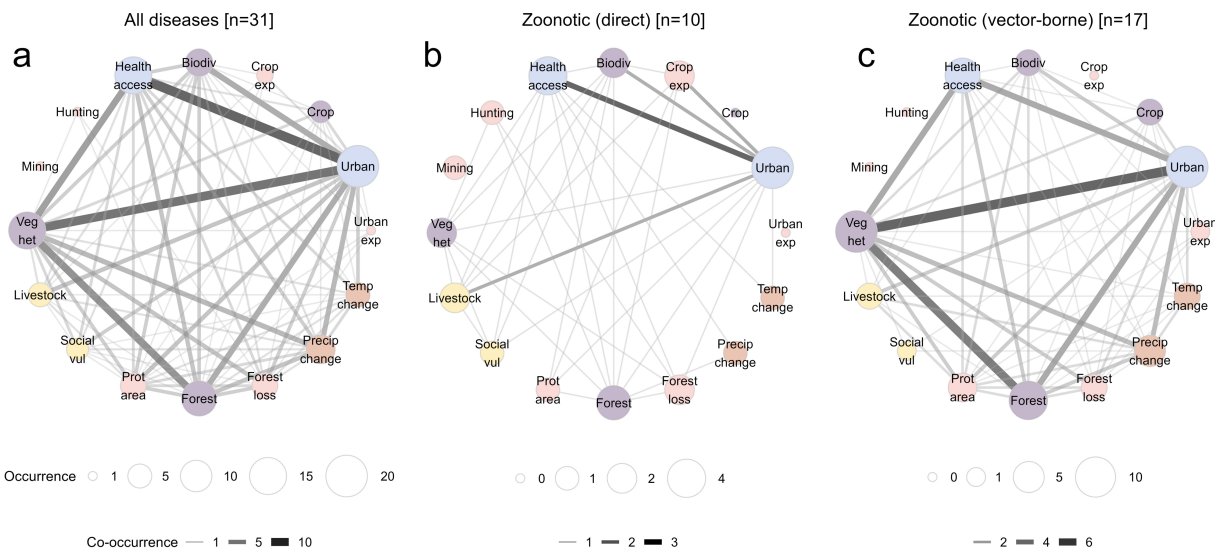 All diseases [n=31]
Zoonotic (direct) [n=10]
Zoonotic (vector-borne) [n=17]
a
Health
access
Biodiv
Crop
exp
Hunting
Crop
Mining
Urban
Veg
het
Urban
exp
Livestock
Temp
change
Social
vul
Precip
change
Prot
area
Forest
Forest
loss
b
Health
access
Biodiv
Crop
exp
Hunting
Crop
Mining
Urban
Veg
het
Urban
exp
Livestock
Temp
change
Social
vul
Precip
change
Prot
area
Forest
Forest
loss
c
Health
access
Biodiv
Crop
exp
Hunting
Crop
Mining
Urban
Veg
het
Urban
exp
Livestock
Temp
change
Social
vul
Precip
change
Prot
area
Forest
Forest
loss
Occurrence 1 5 10 15 20
0 1 2 4
0 1 5 10
Co-occurrence 1 5 10
1 2 3
2 4 6